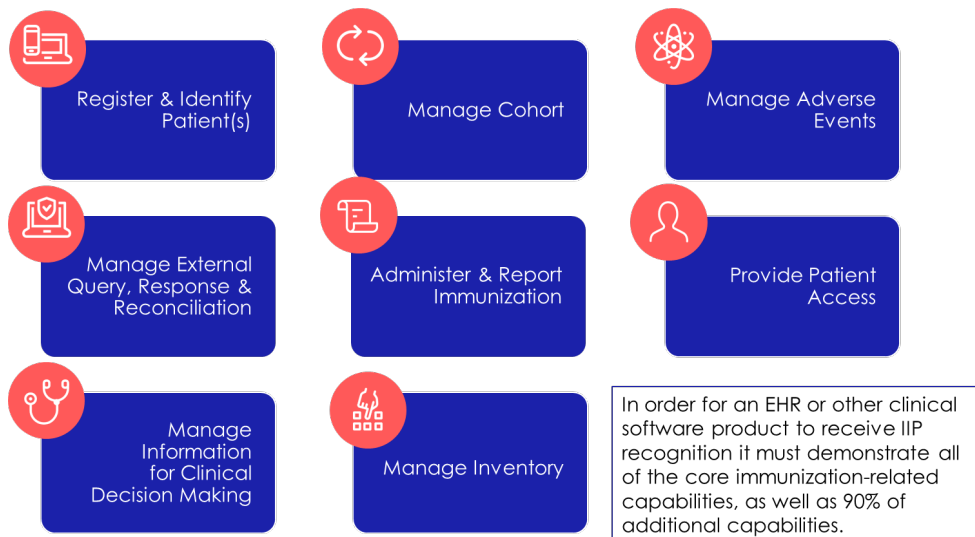 Register & Identify
Patient(s)
Manage Cohort
Manage Adverse
Events
Manage External
Query, Response &
Reconciliation
Administer & Report
Immunization
Provide Patient
Access
Manage
Information
for Clinical
Decision Making
Manage Inventory
In order for an EHR or other clinical
software product to receive IIP
recognition it must demonstrate all
of the core immunization-related
capabilities, as well as 90% of
additional capabilities.